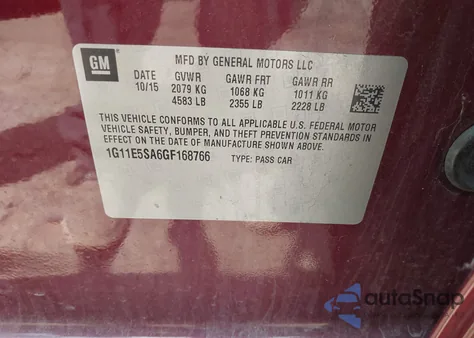 GM
MFD BY GENERAL MOTORS LLC
DATE GVWR GAWR FRT GAWR RR
10/15 2079 KG 1068 KG 1011 KG
4583 LB 2355 LB 2228 LB
THIS VEHICLE CONFORMS TO ALL APPLICABLE U.S. FEDERAL MOTOR
VEHICLE SAFETY, BUMPER, AND THEFT PREVENTION STANDARDS IN
EFFECT ON THE DATE OF MANUFACTURE SHOWN ABOVE.
1G11E5SA6GF168766 TYPE: PASS CAR
autoSnap